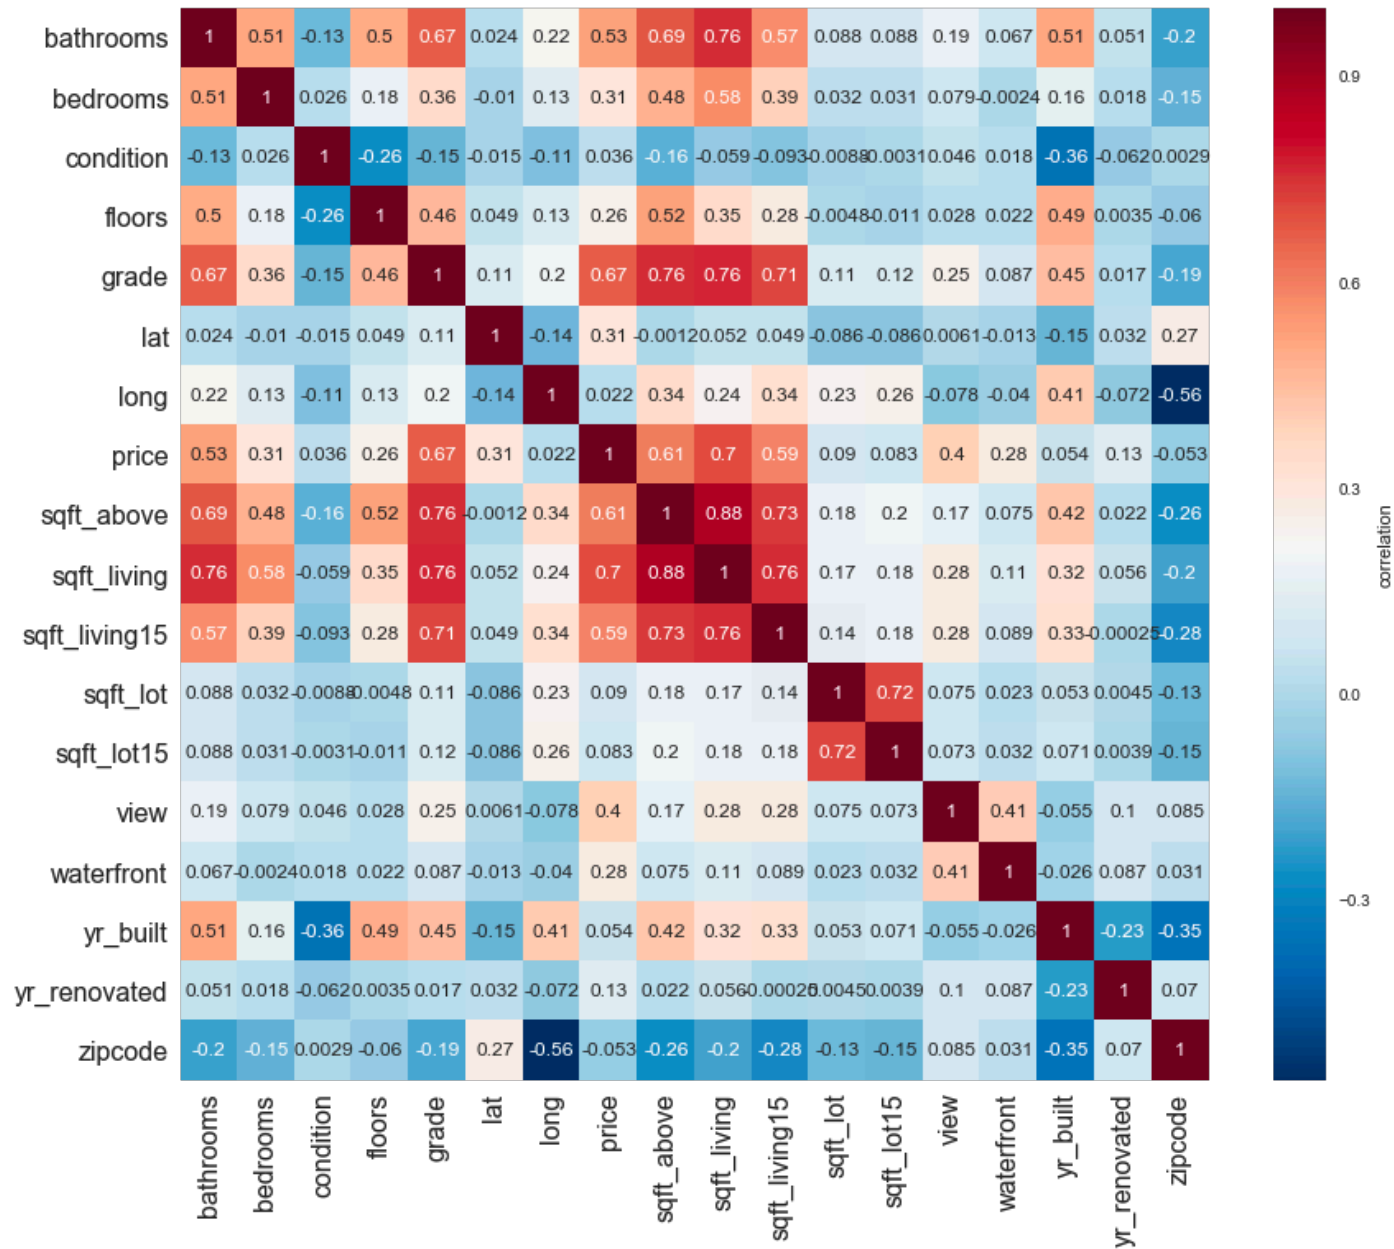 bathrooms 1 0.51 -0.13 0.5 0.67 0.024 0.22 0.53 0.69 0.76 0.57 0.088 0.088 0.19 0.067 0.51 0.051 -0.2
bedrooms 0.51 1 0.026 0.18 0.36 -0.01 0.13 0.31 0.48 0.58 0.39 0.032 0.031 0.079 -0.0024 0.16 0.018 -0.15
condition -0.13 0.026 1 -0.26 -0.15 -0.015 -0.11 0.036 -0.16 -0.059 -0.093 -0.0088 -0.0031 0.046 0.018 -0.36 -0.062 0.0029
floors 0.5 0.18 -0.26 1 0.46 0.049 0.13 0.26 0.52 0.35 0.28 -0.0048 -0.011 0.028 0.022 0.49 0.0035 -0.06
grade 0.67 0.36 -0.15 0.46 1 0.11 0.2 0.67 0.76 0.76 0.71 0.11 0.12 0.25 0.087 0.45 0.017 -0.19
lat 0.024 -0.01 -0.015 0.049 0.11 1 -0.14 0.31 -0.0012 0.052 0.049 -0.086 -0.086 0.0061 -0.013 -0.15 0.032 0.27
long 0.22 0.13 -0.11 0.13 0.2 -0.14 1 0.022 0.34 0.24 0.34 0.23 0.26 -0.078 -0.04 0.41 -0.072 -0.56
price 0.53 0.31 0.036 0.26 0.67 0.31 0.022 1 0.61 0.7 0.59 0.09 0.083 0.4 0.28 0.054 0.13 -0.053
sqft_above 0.69 0.48 -0.16 0.52 0.76 -0.0012 0.34 0.61 1 0.88 0.73 0.18 0.2 0.17 0.075 0.42 0.022 -0.26
sqft_living 0.76 0.58 -0.059 0.35 0.76 0.052 0.24 0.7 0.88 1 0.76 0.17 0.18 0.28 0.11 0.32 0.056 -0.2
sqft_living15 0.57 0.39 -0.093 0.28 0.71 0.049 0.34 0.59 0.73 0.76 1 0.14 0.18 0.28 0.089 0.33 -0.00025 -0.28
sqft_lot 0.088 0.032 -0.0088 -0.0048 0.11 -0.086 0.23 0.09 0.18 0.17 0.14 1 0.72 0.075 0.023 0.053 0.0045 -0.13
sqft_lot15 0.088 0.031 -0.0031 -0.011 0.12 -0.086 0.26 0.083 0.2 0.18 0.18 0.72 1 0.073 0.032 0.071 0.0039 -0.15
view 0.19 0.079 0.046 0.028 0.25 0.0061 -0.078 0.4 0.17 0.28 0.28 0.075 0.073 1 0.41 -0.055 0.1 0.085
waterfront 0.067 -0.0024 0.018 0.022 0.087 -0.013 -0.04 0.28 0.075 0.11 0.089 0.023 0.032 0.41 1 -0.026 0.087 0.031
yr_built 0.51 0.16 -0.36 0.49 0.45 -0.15 0.41 0.054 0.42 0.32 0.33 0.053 0.071 -0.055 -0.026 1 -0.23 -0.35
yr_renovated 0.051 0.018 -0.062 0.0035 0.017 0.032 -0.072 0.13 0.022 0.056 -0.00025 0.0045 0.0039 0.1 0.087 -0.23 1 0.07
zipcode -0.2 -0.15 0.0029 -0.06 -0.19 0.27 -0.56 -0.053 -0.26 -0.2 -0.28 -0.13 -0.15 0.085 0.031 -0.35 0.07 1
bathrooms bedrooms condition floors grade lat long price sqft_above sqft_living sqft_living15 sqft_lot sqft_lot15 view waterfront yr_built yr_renovated zipcode
0.9
0.6
0.3
0.0
−0.3
correlation